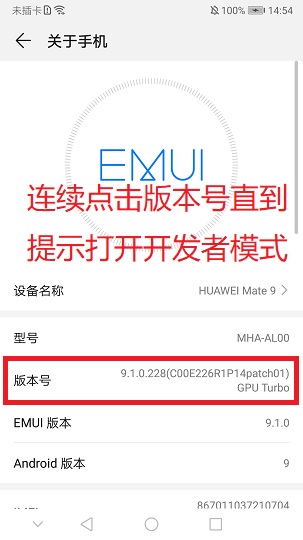 未插卡 100% 14:54
关于手机
EMUI
连续点击版本号直到
提示打开开发者模式
设备名称 HUAWEI Mate 9
型号 MHA-AL00
版本号 9.1.0.228(C00E226R1P14patch01)
GPU Turbo
EMUI 版本 9.1.0
Android 版本 9
867011037210704